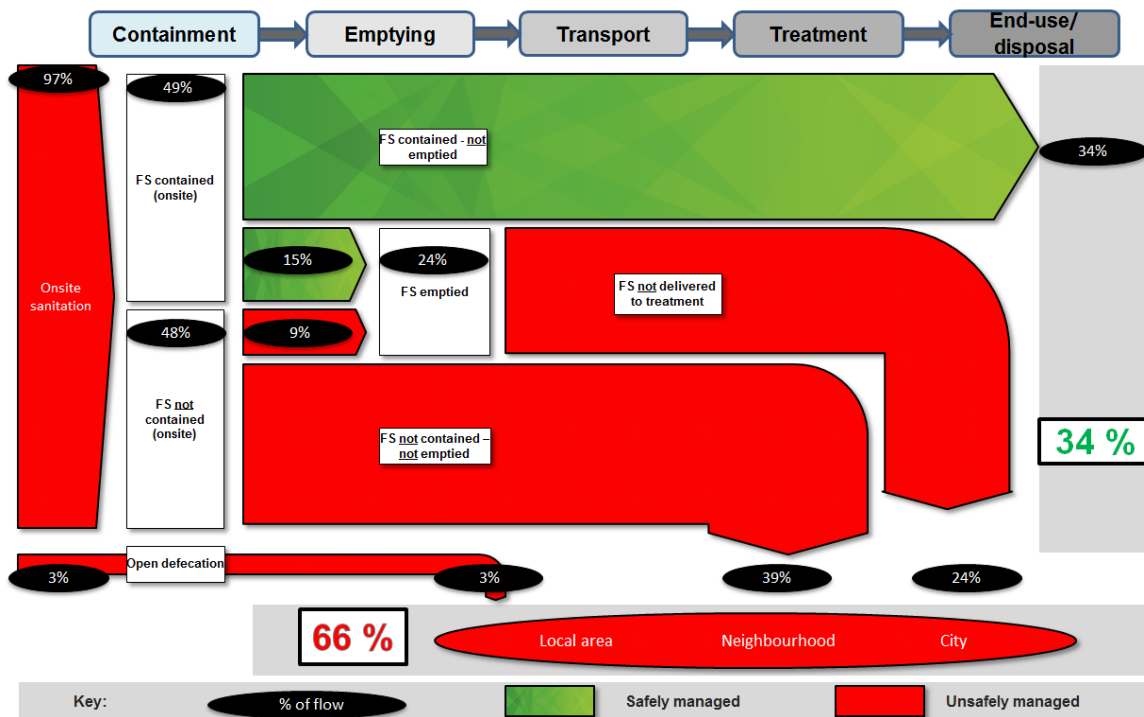 Containment
Emptying
Transport
Treatment
End-use/
disposal
97%
49%
FS contained - not
emptied
34%
FS contained
(onsite)
15%
24%
FS emptied
FS not delivered
to treatment
Onsite
sanitation
48%
9%
FS not
contained
(onsite)
FS not contained –
not emptied
34 %
Open defecation
3%
3%
39%
24%
66 %
Local area
Neighbourhood
City
Key:
% of flow
Safely managed
Unsafely managed